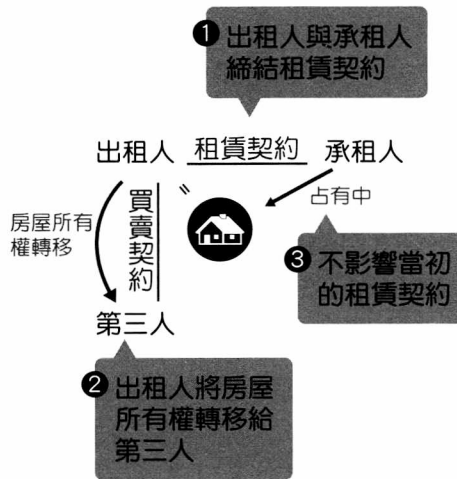 ❶ 出租人與承租人
締結租賃契約
出租人 租賃契約 承租人
房屋所有
權轉移
買賣契約
占有中
❸ 不影響當初
的租賃契約
第三人
❷ 出租人將房屋
所有權轉移給
第三人